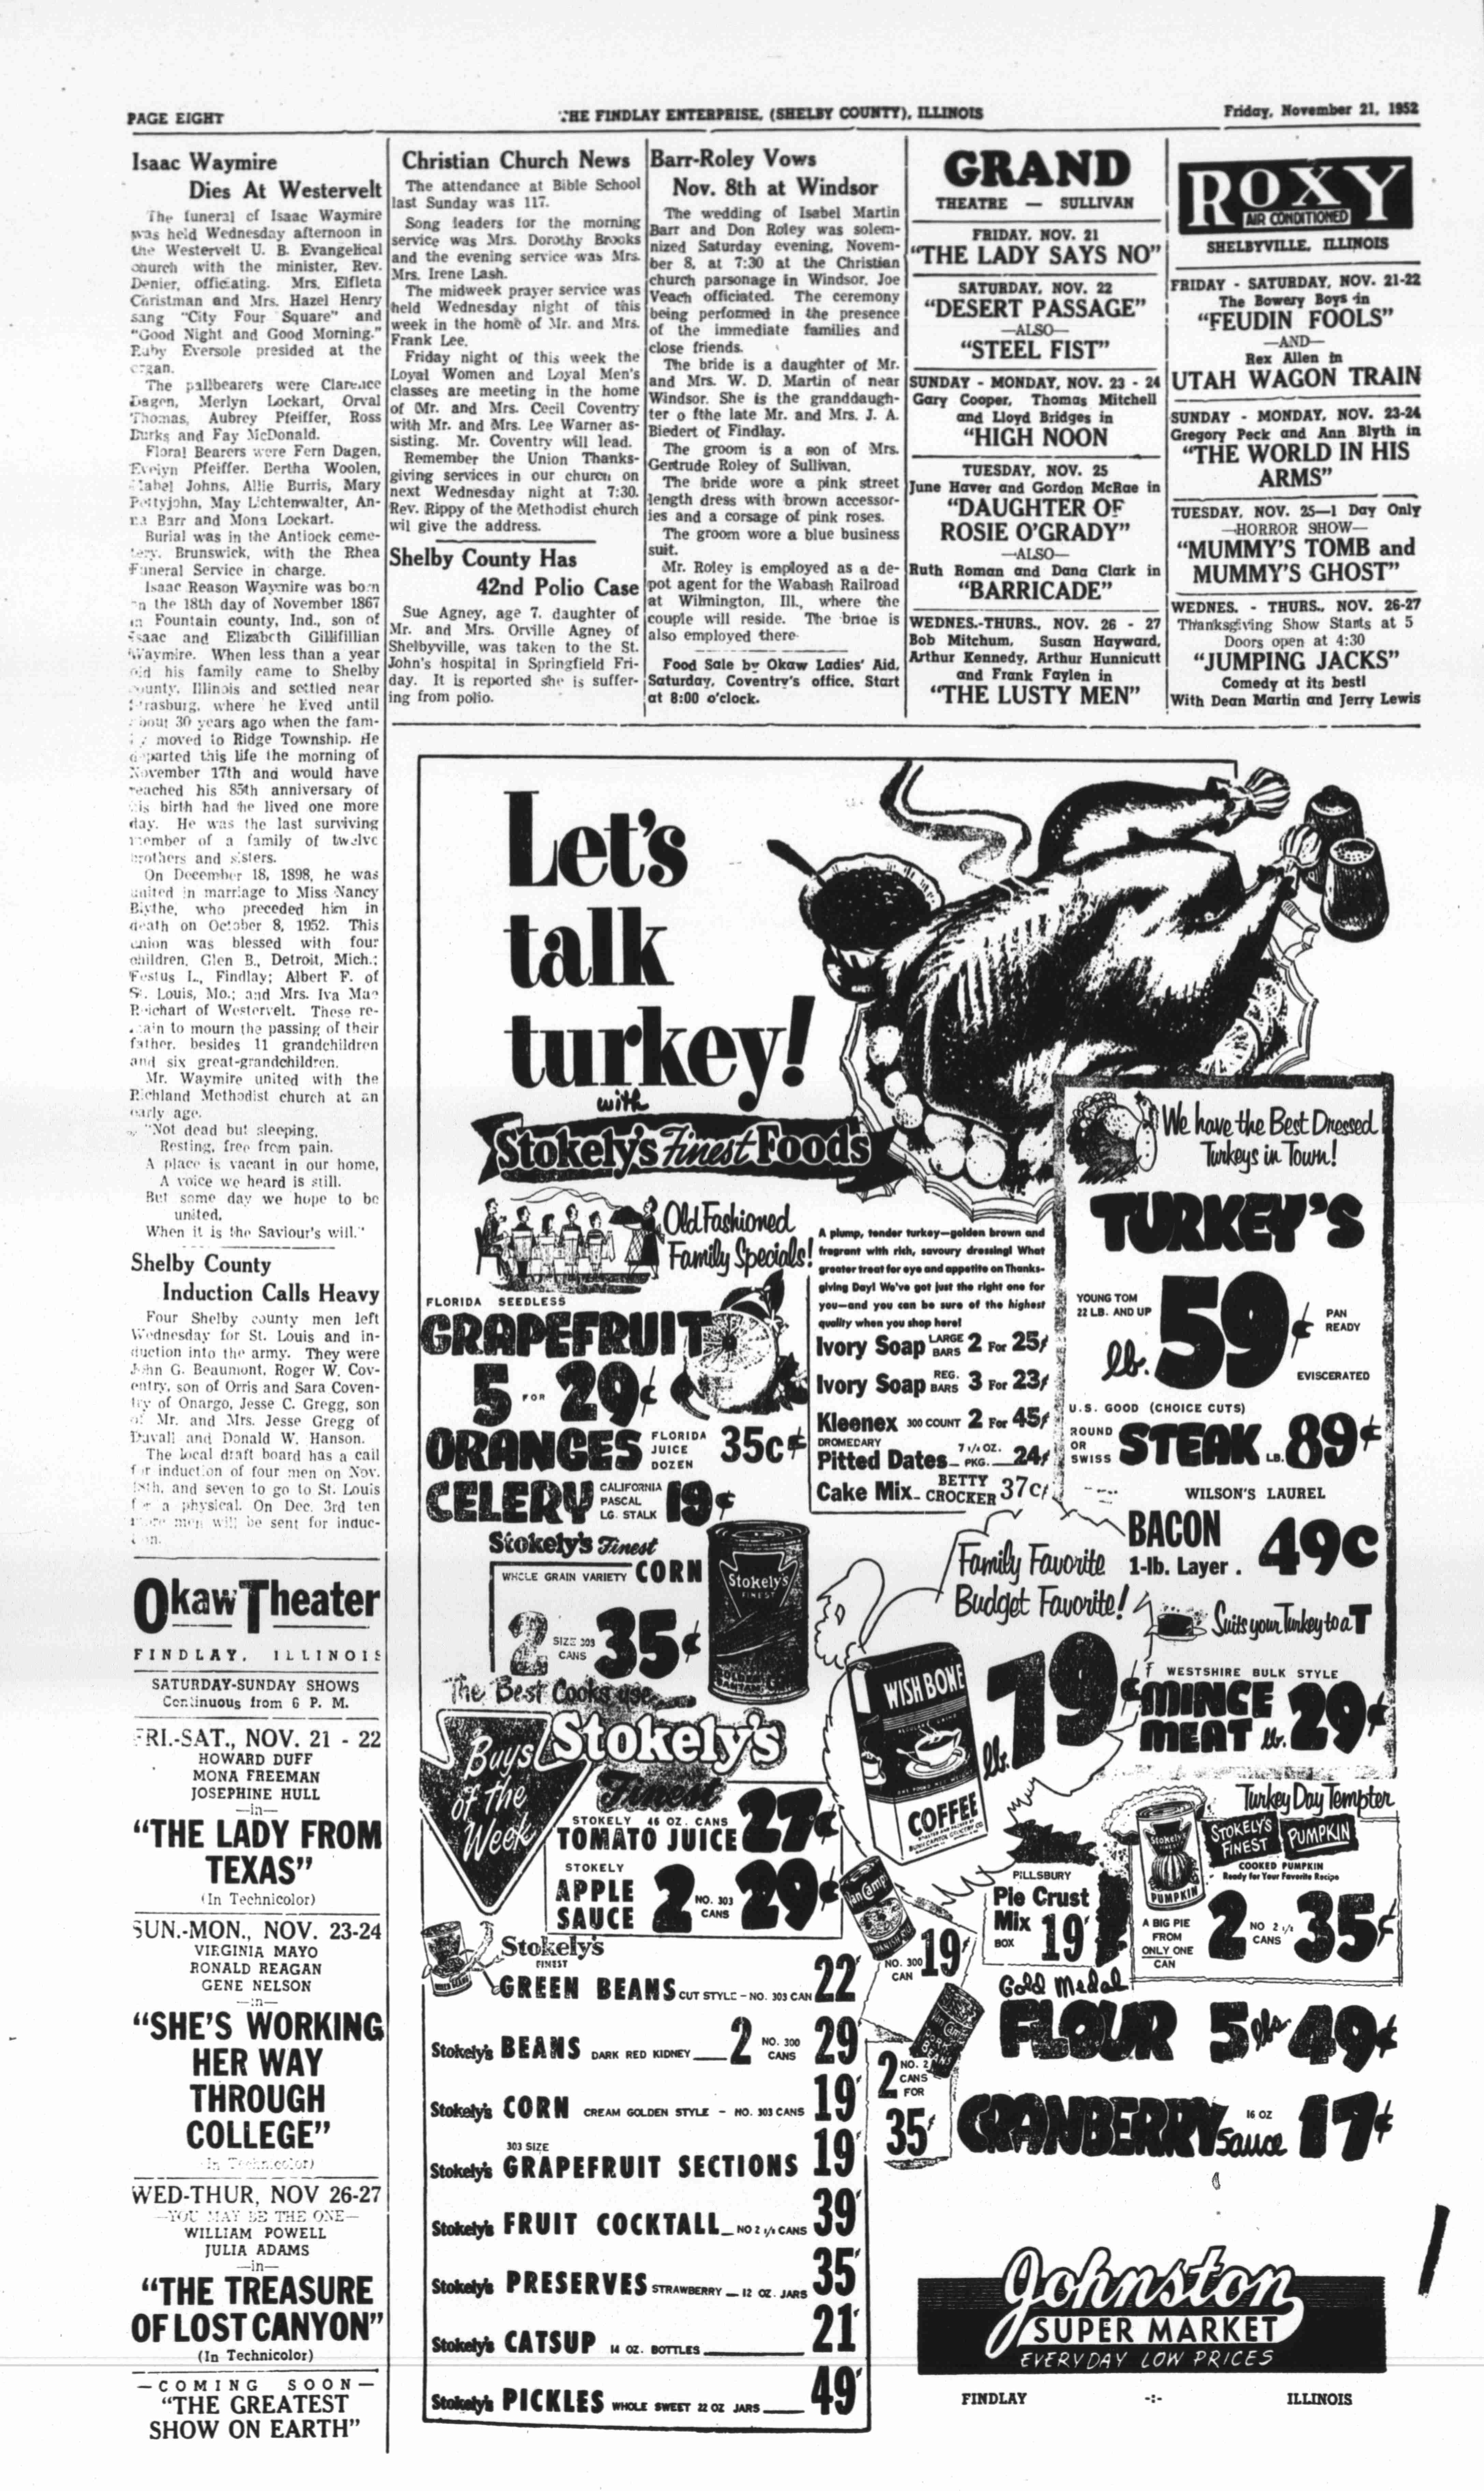 PAGE EIGHT
THE FINDLAY ENTERPRISE, (SHELBY COUNTY), ILLINOIS
Friday, November 21, 1952
Isaac Waymire
Dies At Westervelt
The funeral of Isaac Waymire
was held Wednesday afternoon in
the Westervelt U. B. Evangelical
church with the minister, Rev.
Denier, officiating. Mrs. Elfleta
Christman and Mrs. Hazel Henry
sang "City Four Square" and
"Good Night and Good Morning."
Ruby Eversole presided at the
organ.
The pallbearers were Clarence
Dagen, Merlyn Lockart, Orval
Thomas, Aubrey Pfeiffer, Ross
Durks and Fay McDonald.
Floral Bearers were Fern Dagen,
Evelyn Pfeiffer, Bertha Woolen,
Mabel Johns, Allie Burris, Mary
Pettyjohn, May Lichtenwalter, An-
na Barr and Mona Lockart.
Burial was in the Antiock ceme-
tery, Brunswick, with the Rhea
Funeral Service in charge.
Isaac Reason Waymire was born
on the 18th day of November 1867
in Fountain county, Ind., son of
Isaac and Elizabeth Gillifillian
Waymire. When less than a year
old his family came to Shelby
county, Illinois and settled near
Strasburg, where he lived until
about 30 years ago when the fam-
ily moved to Ridge Township. He
departed this life the morning of
November 17th and would have
reached his 85th anniversary of
his birth had he lived one more
day. He was the last surviving
member of a family of twelve
brothers and sisters.
On December 18, 1898, he was
united in marriage to Miss Nancy
Blythe, who preceded him in
death on October 8, 1952. This
union was blessed with four
children, Glen B., Detroit, Mich.;
Festus L., Findlay; Albert F. of
St. Louis, Mo.; and Mrs. Iva Mae
Reichart of Westervelt. These re-
main to mourn the passing of their
father, besides 11 grandchildren
and six great-grandchildren.
Mr. Waymire united with the
Richland Methodist church at an
early age.
"Not dead but sleeping,
Resting, free from pain.
A place is vacant in our home,
A voice we heard is still.
But some day we hope to be
united,
When it is the Saviour's will."
Shelby County
Induction Calls Heavy
Four Shelby county men left
Wednesday for St. Louis and in-
duction into the army. They were
John G. Beaumont, Roger W. Cov-
entry, son of Orris and Sara Coven-
try of Onargo, Jesse C. Gregg, son
of Mr. and Mrs. Jesse Gregg of
Duvall and Donald W. Hanson.
The local draft board has a call
for induction of four men on Nov.
18th, and seven to go to St. Louis
for a physical. On Dec. 3rd ten
more men will be sent for induc-
tion.
Okaw Theater
FINDLAY, ILLINOIS
SATURDAY-SUNDAY SHOWS
Continuous from 6 P. M.
FRI.-SAT., NOV. 21 - 22
HOWARD DUFF
MONA FREEMAN
JOSEPHINE HULL
—in—
"THE LADY FROM
TEXAS"
(In Technicolor)
SUN.-MON., NOV. 23-24
VIRGINIA MAYO
RONALD REAGAN
GENE NELSON
—in—
"SHE'S WORKING
HER WAY
THROUGH
COLLEGE"
(In Technicolor)
WED-THUR, NOV 26-27
—YOU MAY BE THE ONE—
WILLIAM POWELL
JULIA ADAMS
—in—
"THE TREASURE
OF LOST CANYON"
(In Technicolor)
—COMING SOON—
"THE GREATEST
SHOW ON EARTH"
Christian Church News
The attendance at Bible School
last Sunday was 117.
Song leaders for the morning
service was Mrs. Dorothy Brooks
and the evening service was Mrs.
Mrs. Irene Lash.
The midweek prayer service was
held Wednesday night of this
week in the home of Mr. and Mrs.
Frank Lee.
Friday night of this week the
Loyal Women and Loyal Men's
classes are meeting in the home
of Mr. and Mrs. Cecil Coventry
with Mr. and Mrs. Lee Warner as-
sisting. Mr. Coventry will lead.
Remember the Union Thanks-
giving services in our church on
next Wednesday night at 7:30.
Rev. Rippy of the Methodist church
wil give the address.
Shelby County Has
42nd Polio Case
Sue Agney, age 7, daughter of
Mr. and Mrs. Orville Agney of
Shelbyville, was taken to the St.
John's hospital in Springfield Fri-
day. It is reported she is suffer-
ing from polio.
Barr-Roley Vows
Nov. 8th at Windsor
The wedding of Isabel Martin
Barr and Don Roley was solem-
nized Saturday evening, Novem-
ber 8, at 7:30 at the Christian
church parsonage in Windsor, Joe
Veach officiated. The ceremony
being performed in the presence
of the immediate families and
close friends.
The bride is a daughter of Mr.
and Mrs. W. D. Martin of near
Windsor. She is the granddaugh-
ter o fthe late Mr. and Mrs. J. A.
Biedert of Findlay.
The groom is a son of Mrs.
Gertrude Roley of Sullivan.
The bride wore a pink street
length dress with brown accessor-
ies and a corsage of pink roses.
The groom wore a blue business
suit.
Mr. Roley is employed as a de-
pot agent for the Wabash Railroad
at Wilmington, Ill., where the
couple will reside. The bride is
also employed there.
Food Sale by Okaw Ladies' Aid,
Saturday, Coventry's office. Start
at 8:00 o'clock.
GRAND
THEATRE — SULLIVAN
FRIDAY, NOV. 21
"THE LADY SAYS NO"
SATURDAY, NOV. 22
"DESERT PASSAGE"
—ALSO—
"STEEL FIST"
SUNDAY - MONDAY, NOV. 23 - 24
Gary Cooper, Thomas Mitchell
and Lloyd Bridges in
"HIGH NOON
TUESDAY, NOV. 25
June Haver and Gordon McRae in
"DAUGHTER OF
ROSIE O'GRADY"
—ALSO—
Ruth Roman and Dana Clark in
"BARRICADE"
WEDNES.-THURS., NOV. 26 - 27
Bob Mitchum, Susan Hayward,
Arthur Kennedy, Arthur Hunnicutt
and Frank Faylen in
"THE LUSTY MEN"
ROXY
AIR CONDITIONED
SHELBYVILLE, ILLINOIS
FRIDAY - SATURDAY, NOV. 21-22
The Bowery Boys in
"FEUDIN FOOLS"
—AND—
Rex Allen in
UTAH WAGON TRAIN
SUNDAY - MONDAY, NOV. 23-24
Gregory Peck and Ann Blyth in
"THE WORLD IN HIS
ARMS"
TUESDAY, NOV. 25—1 Day Only
—HORROR SHOW—
"MUMMY'S TOMB and
MUMMY'S GHOST"
WEDNES. - THURS., NOV. 26-27
Thanksgiving Show Starts at 5
Doors open at 4:30
"JUMPING JACKS"
Comedy at its best!
With Dean Martin and Jerry Lewis
Let's
talk
turkey!
with
Stokely's Finest Foods
Old Fashioned
Family Specials!
A plump, tender turkey—golden brown and
fragrant with rich, savoury dressing! What
greater treat for eye and appetite on Thanks-
giving Day! We've got just the right one for
you—and you can be sure of the highest
quality when you shop here!
FLORIDA SEEDLESS
GRAPEFRUIT
5 FOR 29¢
ORANGES FLORIDA JUICE DOZEN 35c¢
CELERY CALIFORNIA PASCAL LG. STALK 19¢
Ivory Soap LARGE BARS 2 For 25¢
Ivory Soap REG. BARS 3 For 23¢
Kleenex 300 COUNT 2 For 45¢
DROMEDARY
Pitted Dates 7 1/4 OZ. PKG. 24¢
Cake Mix BETTY CROCKER 37c¢
We have the Best Dressed
Turkeys in Town!
TURKEY'S
YOUNG TOM
22 LB. AND UP
lb. 59¢
PAN
READY
EVISCERATED
U.S. GOOD (CHOICE CUTS)
ROUND OR SWISS STEAK LB. 89¢
WILSON'S LAUREL
BACON
1-lb. Layer . 49c
Suits your Turkey to a T
WESTSHIRE BULK STYLE
MINCE
MEAT lb. 29¢
Stokely's Finest
WHOLE GRAIN VARIETY CORN
2 SIZE 303 CANS 35¢
Stokely's
FINEST
Family Favorite
Budget Favorite!
WISH BONE
COFFEE
lb. 79¢
The Best Cooks use
Stokely's
Finest
Buys
of the
Week
STOKELY 46 OZ. CANS
TOMATO JUICE 27¢
STOKELY
APPLE
SAUCE 2 NO. 303 CANS 29¢
Turkey Day Tempter
STOKELY'S FINEST PUMPKIN
COOKED PUMPKIN
Ready for Your Favorite Recipe
Stokely's
PUMPKIN
A BIG PIE
FROM
ONLY ONE
CAN
2 NO 2 1/2 CANS 35¢
PILLSBURY
Pie Crust
Mix
BOX 19¢
VanCamp's
SPANISH RICE
NO. 300
CAN 19¢
2 NO. 2 CANS FOR
35¢
Gold Medal
FLOUR 5 lbs. 49¢
CRANBERRY Sauce 16 OZ 17¢
Stokely's
FINEST
GREEN BEANS CUT STYLE - NO. 303 CAN 22¢
Stokely's BEANS DARK RED KIDNEY 2 NO. 300 CANS 29
Stokely's CORN CREAM GOLDEN STYLE - NO. 303 CANS 19¢
303 SIZE
Stokely's GRAPEFRUIT SECTIONS 19¢
Stokely's FRUIT COCKTALL NO 2 1/2 CANS 39¢
Stokely's PRESERVES STRAWBERRY — 12 OZ. JARS 35¢
Stokely's CATSUP 14 OZ. BOTTLES 21¢
Stokely's PICKLES WHOLE SWEET 22 OZ JARS 49¢
Johnston
SUPER MARKET
EVERYDAY LOW PRICES
FINDLAY -:- ILLINOIS